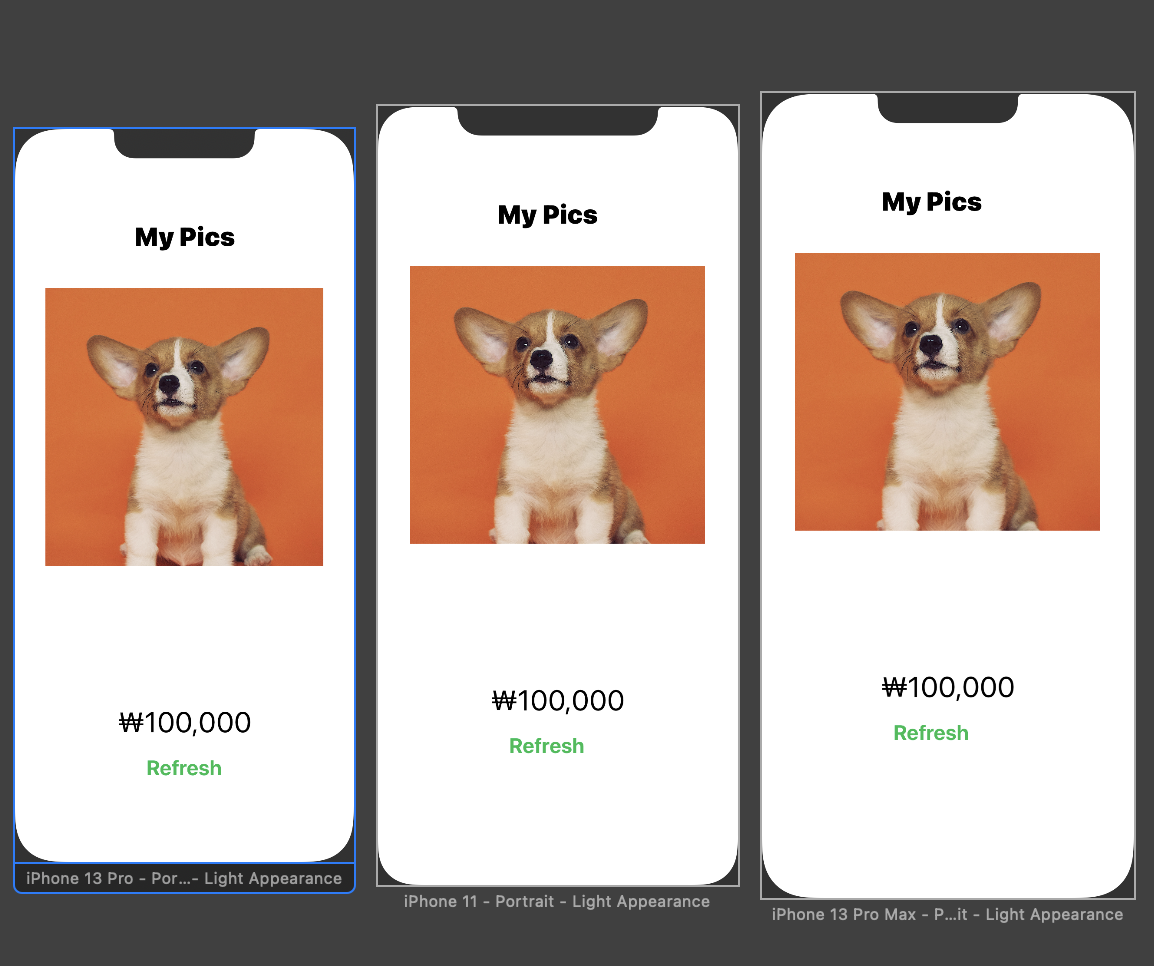 My Pics
₩100,000
Refresh
iPhone 13 Pro - Por...- Light Appearance
My Pics
₩100,000
Refresh
iPhone 11 - Portrait - Light Appearance
My Pics
₩100,000
Refresh
iPhone 13 Pro Max - P...it - Light Appearance